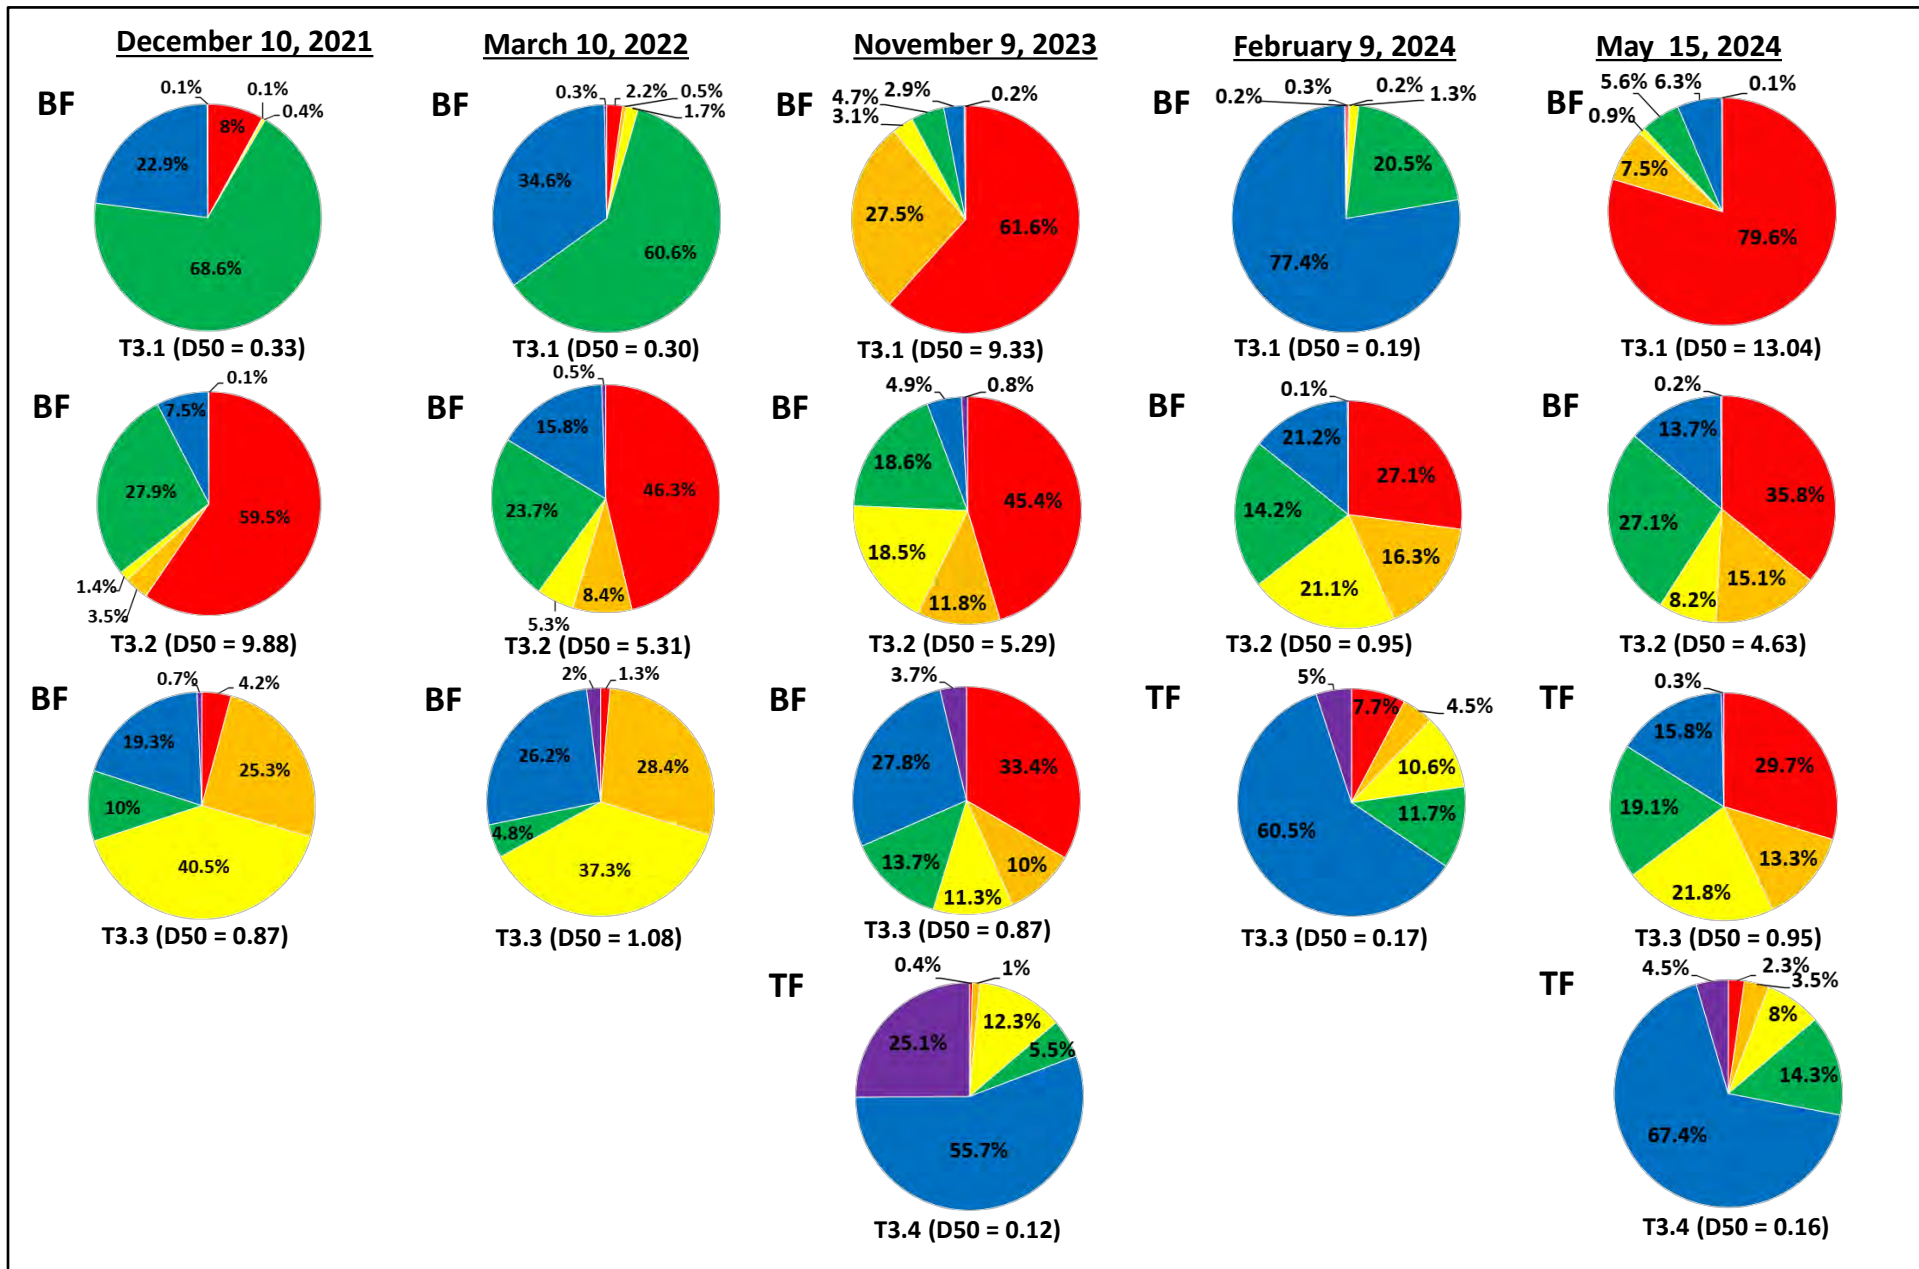 December 10, 2021
March 10, 2022
November 9, 2023
February 9, 2024
May 15, 2024
BF
0.1%
8%
0.1%
0.4%
22.9%
68.6%
T3.1 (D50 = 0.33)
BF
0.3%
2.2%
0.5%
1.7%
34.6%
60.6%
T3.1 (D50 = 0.30)
BF
4.7%
2.9%
0.2%
3.1%
27.5%
61.6%
T3.1 (D50 = 9.33)
BF
0.2%
0.3%
0.2%
1.3%
20.5%
77.4%
T3.1 (D50 = 0.19)
BF
5.6%
6.3%
0.1%
0.9%
7.5%
79.6%
T3.1 (D50 = 13.04)
BF
0.1%
7.5%
27.9%
59.5%
1.4%
3.5%
T3.2 (D50 = 9.88)
BF
0.5%
15.8%
46.3%
23.7%
8.4%
5.3%
T3.2 (D50 = 5.31)
BF
4.9%
0.8%
18.6%
45.4%
18.5%
11.8%
T3.2 (D50 = 5.29)
BF
0.1%
21.2%
27.1%
14.2%
16.3%
21.1%
T3.2 (D50 = 0.95)
BF
0.2%
13.7%
35.8%
27.1%
15.1%
8.2%
T3.2 (D50 = 4.63)
BF
0.7%
4.2%
19.3%
25.3%
10%
40.5%
T3.3 (D50 = 0.87)
BF
2%
1.3%
26.2%
28.4%
4.8%
37.3%
T3.3 (D50 = 1.08)
BF
3.7%
27.8%
33.4%
13.7%
10%
11.3%
T3.3 (D50 = 0.87)
TF
5%
7.7%
4.5%
10.6%
11.7%
60.5%
T3.3 (D50 = 0.17)
TF
0.3%
15.8%
29.7%
19.1%
13.3%
21.8%
T3.3 (D50 = 0.95)
TF
0.4%
1%
12.3%
25.1%
5.5%
55.7%
T3.4 (D50 = 0.12)
TF
4.5%
2.3%
3.5%
8%
14.3%
67.4%
T3.4 (D50 = 0.16)